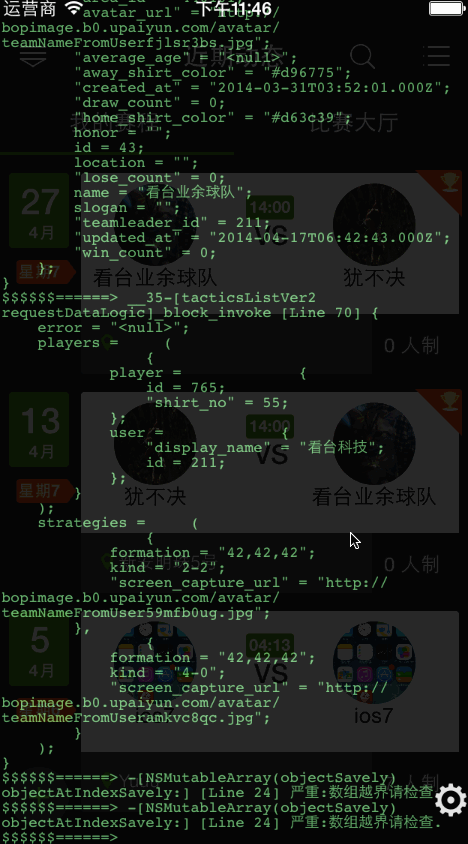 运营商 下午11:46
area_id = "<null>";
"avatar_url" = "http://
bopimage.b0.upaiyun.com/avatar/
teamNameFromUserfjlsr3bs.jpg";
"average_age" = "<null>";
"away_shirt_color" = "#d96775";
"created_at" = "2014-03-31T03:52:01.000Z";
"draw_count" = 0;
"home_shirt_color" = "#d63c39";
比赛大厅
honor = "";
id = 43;
location = "";
"lose_count" = 0;
name = "看台业余球队";
slogan = "";
"teamleader_id" = 211;
"updated_at" = "2014-04-17T06:42:43.000Z";
"win_count" = 0;
};
}
27
4月
星期7
14:00
VS
看台业余球队
犹不决
$$$$$$======> __35-[tacticsListVer2
requestDataLogic]_block_invoke [Line 70] {
error = "<null>";
players = (
{
0 人制
player = {
id = 765;
"shirt_no" = 55;
};
user = {
"display_name" = "看台科技";
id = 211;
};
}
);
13
4月
星期7
14:00
VS
犹不决
看台业余球队
strategies = (
{
formation = "42,42,42";
kind = "2-2";
0 人制
"screen_capture_url" = "http://
bopimage.b0.upaiyun.com/avatar/
teamNameFromUser59mfb0ug.jpg";
},
{
formation = "42,42,42";
kind = "4-0";
"screen_capture_url" = "http://
bopimage.b0.upaiyun.com/avatar/
teamNameFromUseramkvc8qc.jpg";
}
);
}
5
4月
04:13
VS
ios7
ios7
$$$$$$======> -[NSMutableArray(objectSavely)
objectAtIndexSavely:] [Line 24] 严重:数组越界请检查.
$$$$$$======> -[NSMutableArray(objectSavely)
objectAtIndexSavely:] [Line 24] 严重:数组越界请检查.
$$$$$$======>